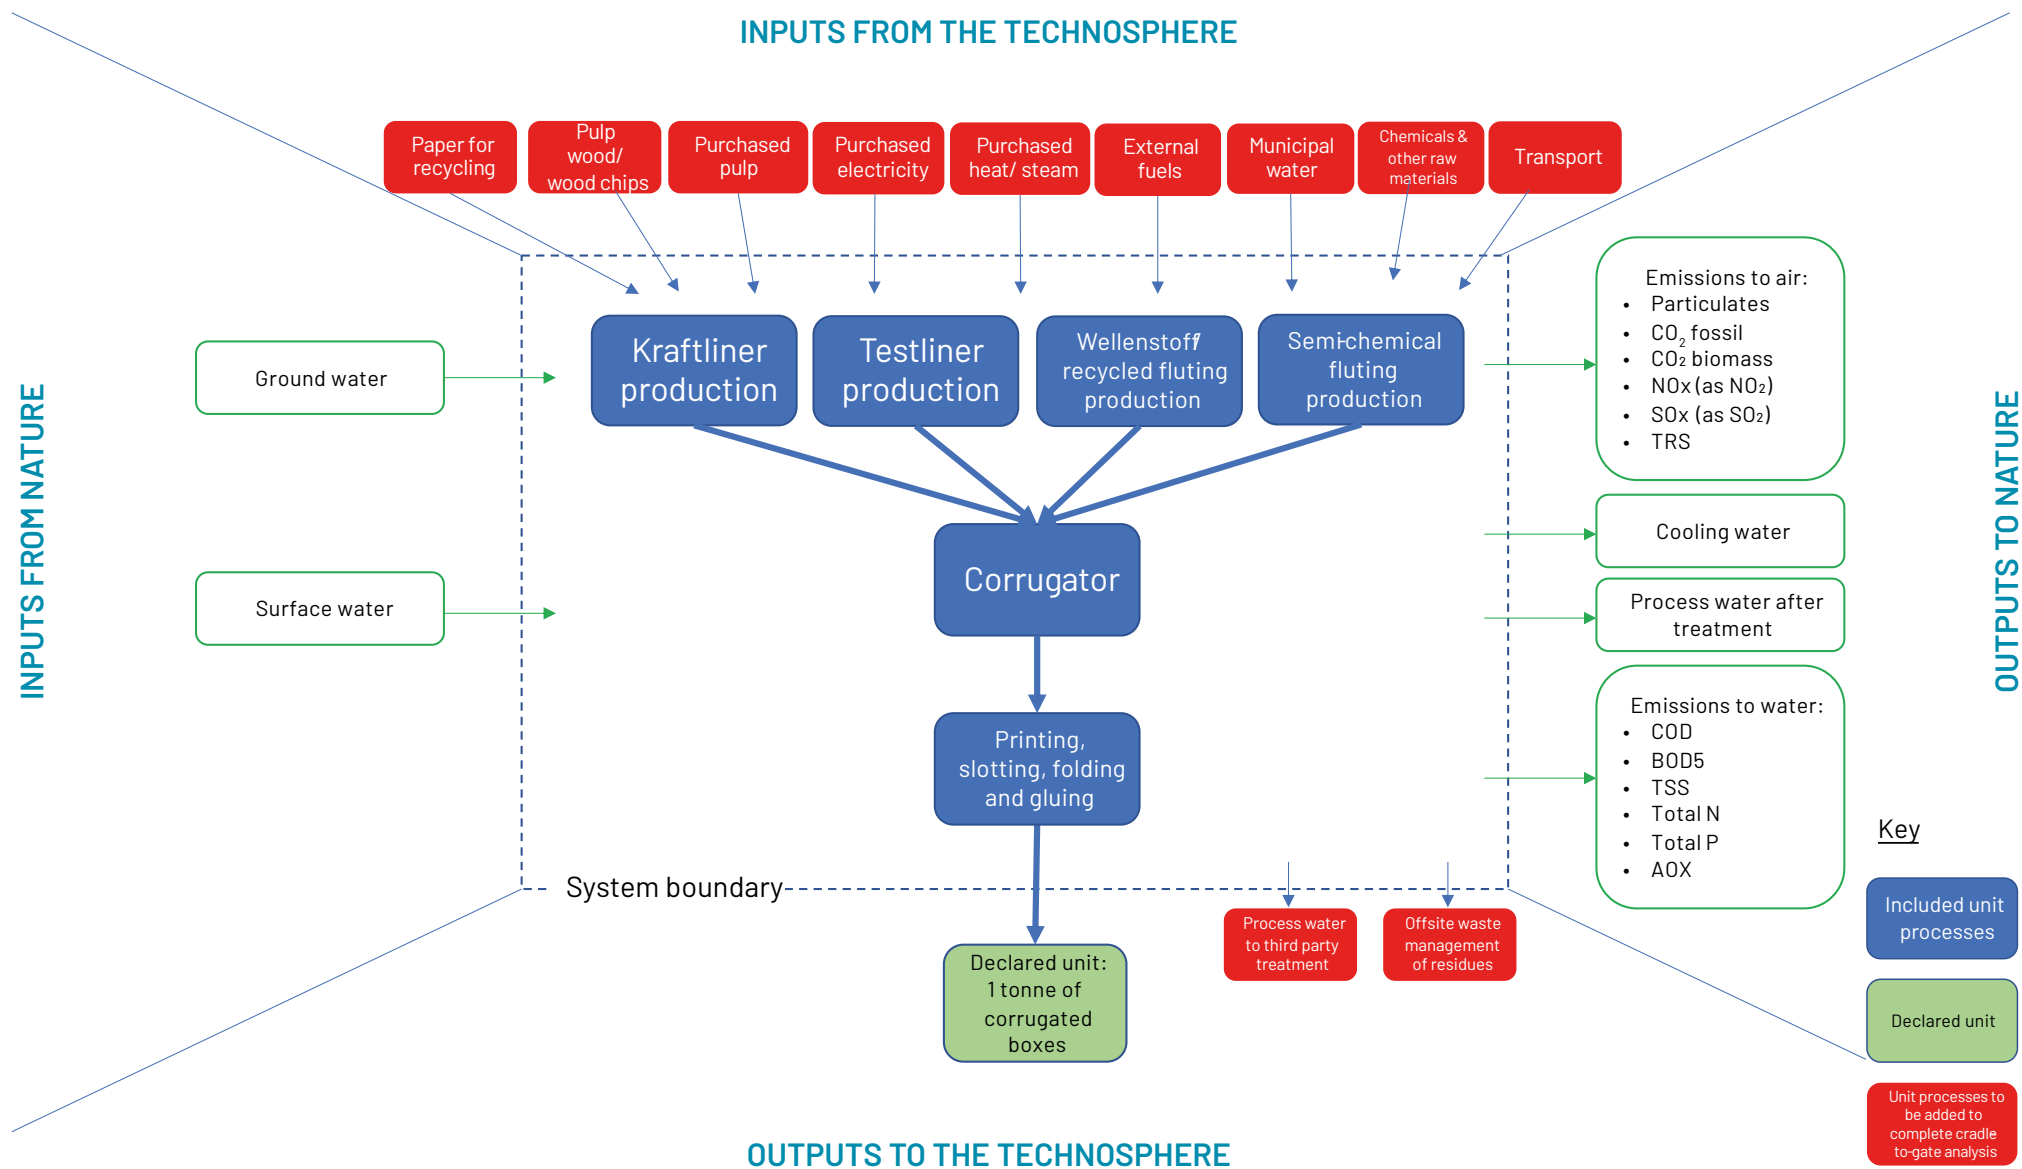 INPUTS FROM THE TECHNOSPHERE
Paper for
recycling
Pulp
wood/
wood chips
Purchased
pulp
Purchased
electricity
Purchased
heat/ steam
External
fuels
Municipal
water
Chemicals &
other raw
materials
Transport
INPUTS FROM NATURE
Ground water
Surface water
Kraftliner
production
Testliner
production
Wellenstoff/
recycled fluting
production
Semi-chemical
fluting
production
Corrugator
Printing,
slotting, folding
and gluing
System boundary
Declared unit:
1 tonne of
corrugated
boxes
Process water
to third party
treatment
Offsite waste
management
of residues
Emissions to air:
• Particulates
• CO₂ fossil
• CO₂ biomass
• NOx (as NO₂)
• SOx (as SO₂)
• TRS
Cooling water
Process water after
treatment
Emissions to water:
• COD
• BOD5
• TSS
• Total N
• Total P
• AOX
OUTPUTS TO NATURE
Key
Included unit
processes
Declared unit
Unit processes to
be added to
complete cradle
to-gate analysis
OUTPUTS TO THE TECHNOSPHERE